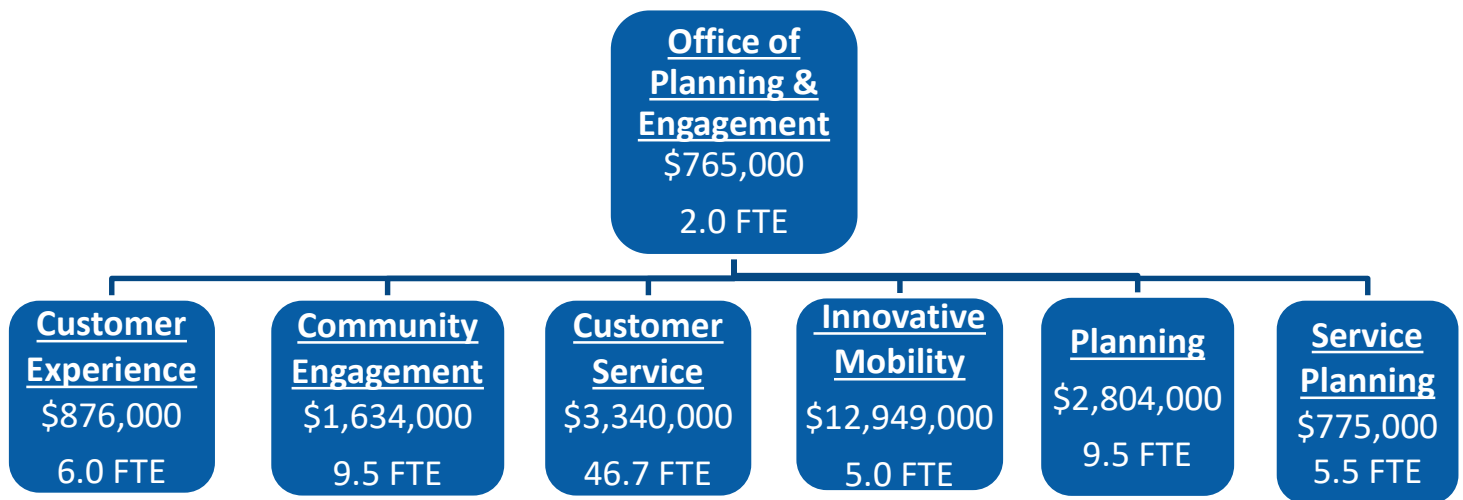 Office of
Planning &
Engagement
$765,000
2.0 FTE
Customer
Experience
$876,000
6.0 FTE
Community
Engagement
$1,634,000
9.5 FTE
Customer
Service
$3,340,000
46.7 FTE
Innovative
Mobility
$12,949,000
5.0 FTE
Planning
$2,804,000
9.5 FTE
Service
Planning
$775,000
5.5 FTE